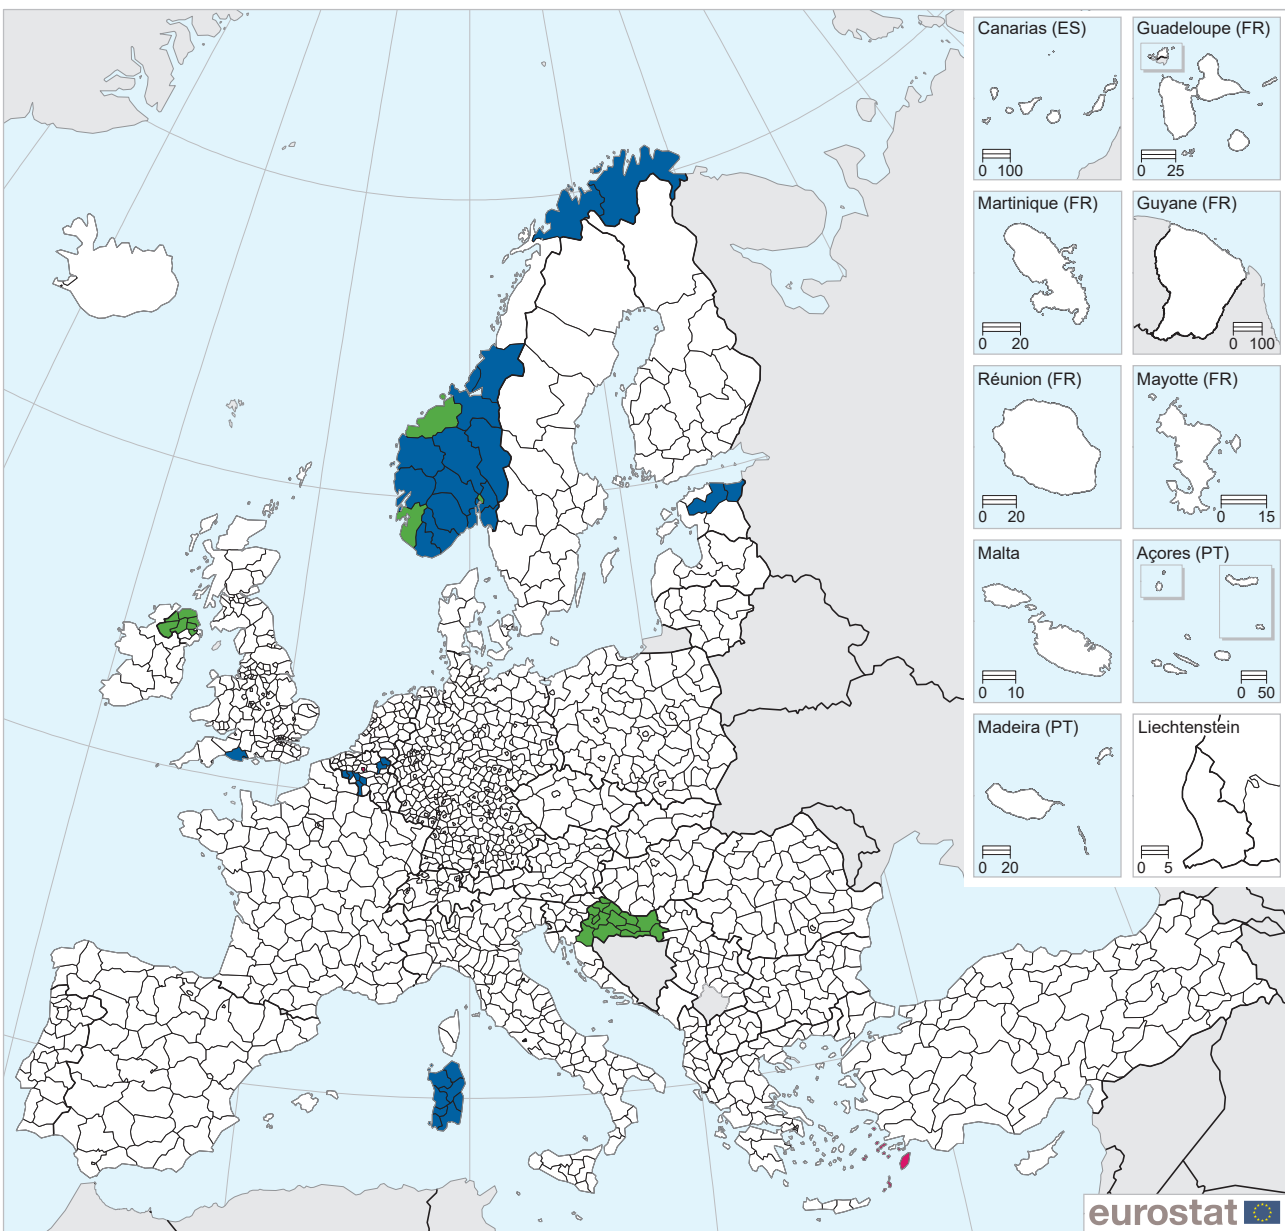 Canarias (ES)
0 100
Guadeloupe (FR)
0 25
Martinique (FR)
0 20
Guyane (FR)
0 100
Réunion (FR)
0 20
Mayotte (FR)
0 15
Malta
0 10
Açores (PT)
0 50
Madeira (PT)
0 20
Liechtenstein
0 5
eurostat